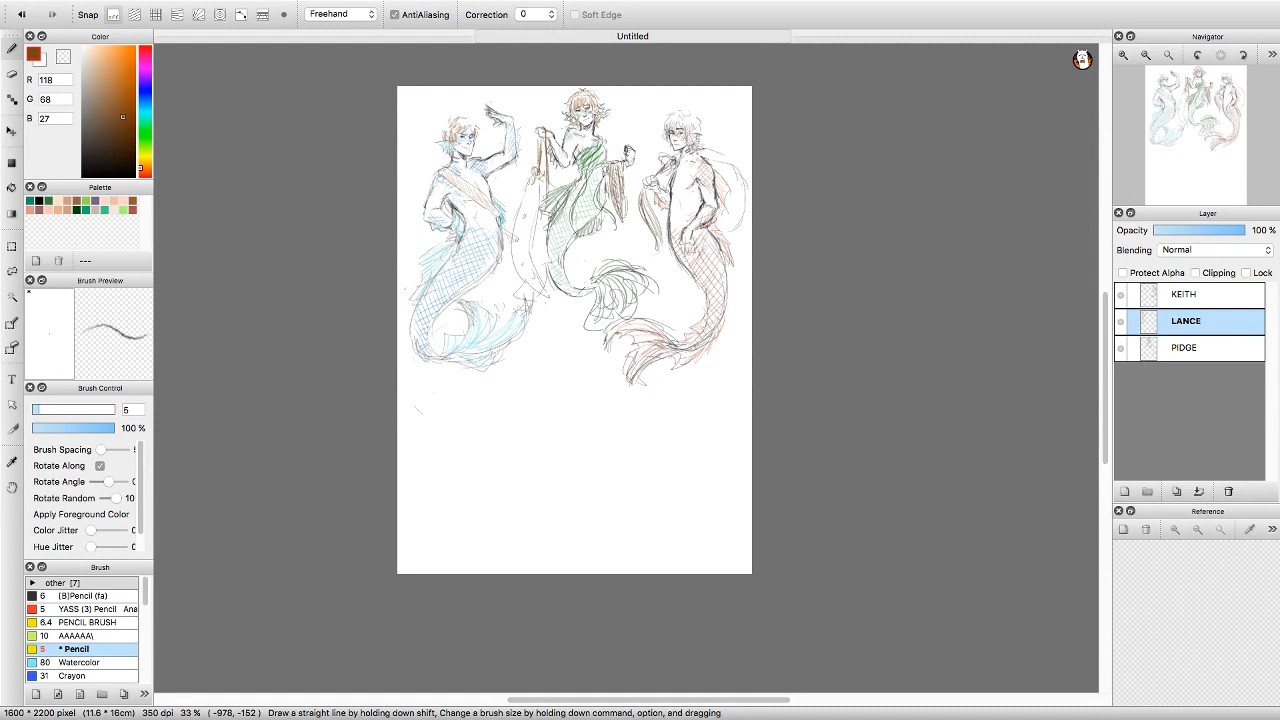 Snap
Freehand
AntiAliasing
Correction
0
Soft Edge
Untitled
Color
R
118
G
68
B
27
Palette
---
Brush Preview
Brush Control
5
100 %
Brush Spacing
Rotate Along
Rotate Angle
Rotate Random
10
Apply Foreground Color
Color Jitter
Hue Jitter
Brush
other [7]
6 (B)Pencil (fa)
5 YASS (3) Pencil Ana
6.4 PENCIL BRUSH
10 AAAAAA\
5 * Pencil
80 Watercolor
31 Crayon
Navigator
Layer
Opacity
100 %
Blending
Normal
Protect Alpha
Clipping
Lock
KEITH
LANCE
PIDGE
Reference
1600 * 2200 pixel (11.6 * 16cm) 350 dpi 33 % ( -978, -152 ) Draw a straight line by holding down shift, Change a brush size by holding down command, option, and dragging